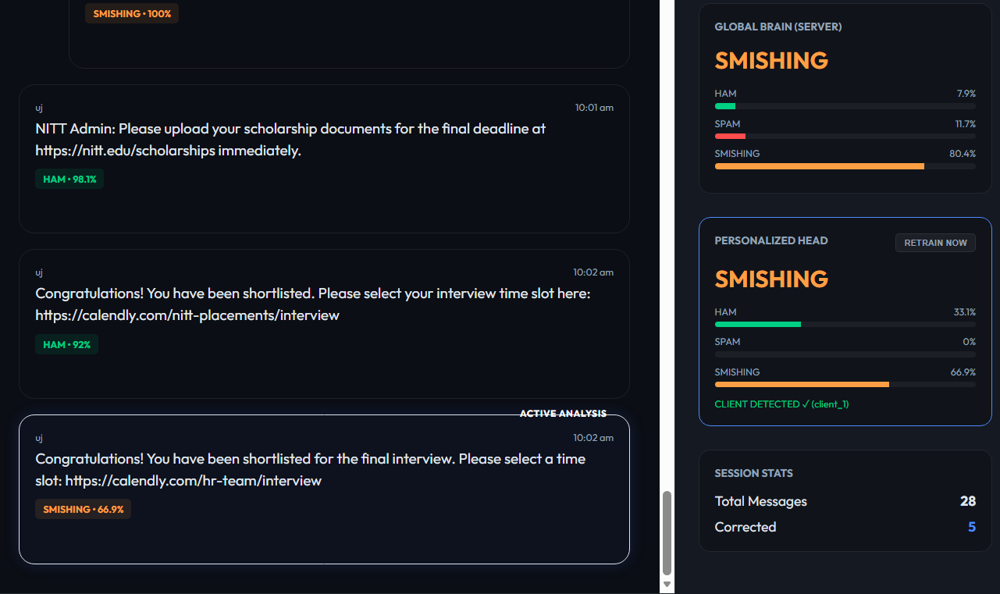 SMISHING • 100%
uj
10:01 am
NITT Admin: Please upload your scholarship documents for the final deadline at
https://nitt.edu/scholarships immediately.
HAM • 98.1%
uj
10:02 am
Congratulations! You have been shortlisted. Please select your interview time slot here:
https://calendly.com/nitt-placements/interview
HAM • 92%
ACTIVE ANALYSIS
uj
10:02 am
Congratulations! You have been shortlisted for the final interview. Please select a time
slot: https://calendly.com/hr-team/interview
SMISHING • 66.9%
GLOBAL BRAIN (SERVER)
SMISHING
HAM 7.9%
SPAM 11.7%
SMISHING 80.4%
PERSONALIZED HEAD
RETRAIN NOW
SMISHING
HAM 33.1%
SPAM 0%
SMISHING 66.9%
CLIENT DETECTED ✓ (client_1)
SESSION STATS
Total Messages 28
Corrected 5